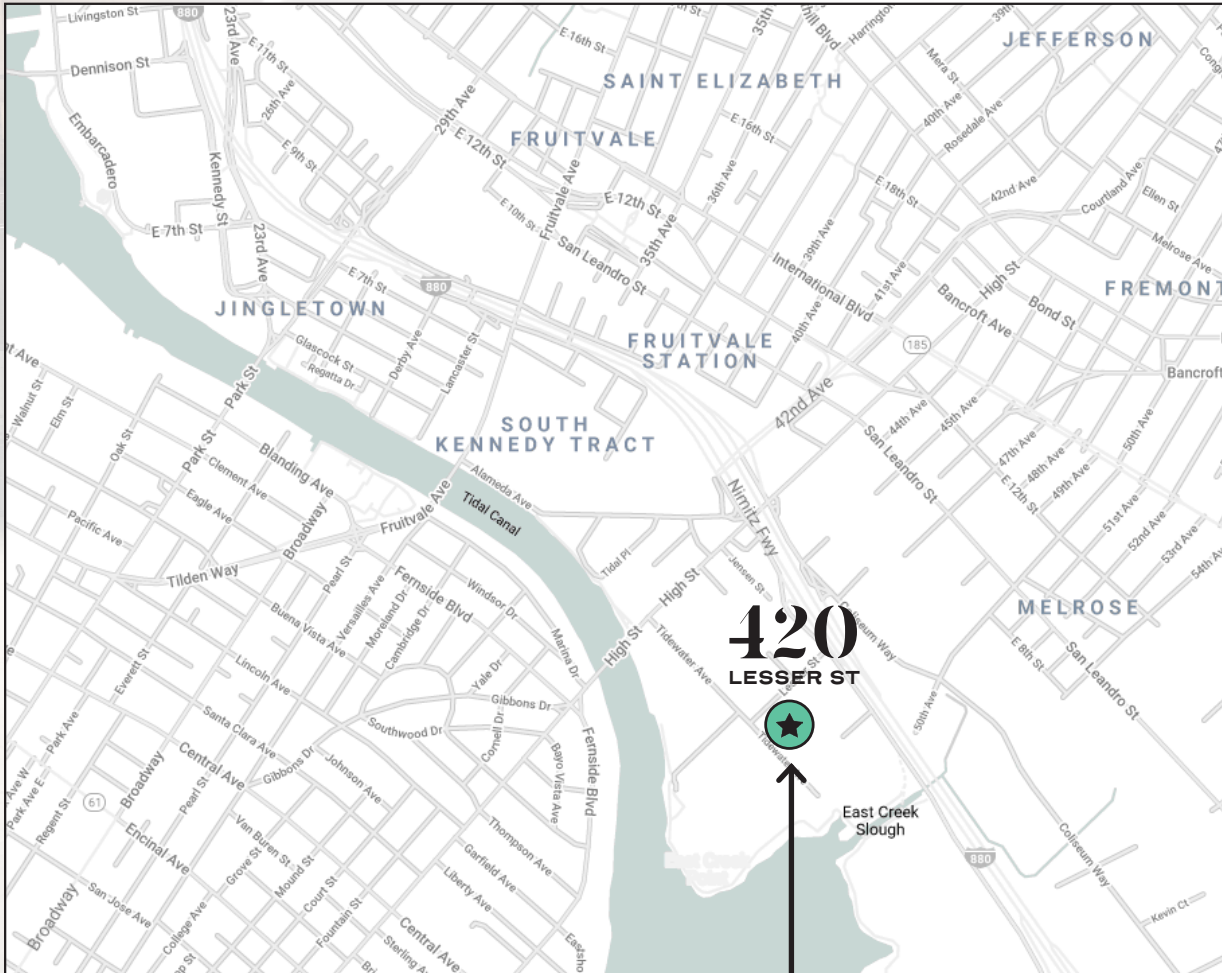 Livingston St
880
23rd Ave
E 11th St
E 16th St
35th
Harrington
39th
JEFFERSON
Dennison St
26th Ave
29th Ave
SAINT ELIZABETH
Mera St
Embarcadero
E 9th St
E 12th St
FRUITVALE
E 16th St
40th Ave
Rosedale Ave
Kennedy St
Fruitvale Ave
36th Ave
E 18th St
42nd Ave
Courtland Ave
Ellen St
E 7th St
23rd Ave
E 10th St
E 12th St
35th Ave
39th Ave
Melrose Ave
E 7th St
880
San Leandro St
International Blvd
41st Ave
High St
Bond St
FREMONT
JINGLETOWN
Bancroft Ave
Glascock St
Regatta Dr
Derby Ave
Lancaster St
FRUITVALE
STATION
40th Ave
185
Bancroft
Walnut St
Elm St
Park St
42nd Ave
44th Ave
45th Ave
50th Ave
SOUTH
KENNEDY TRACT
Oak St
Park St
Blanding Ave
Clement Ave
Eagle Ave
Alameda Ave
Tidal Canal
San Leandro St
47th Ave
48th Ave
49th Ave
E 12th St
Pacific Ave
Broadway
Fruitvale Ave
Nimitz Fwy
51st Ave
52nd Ave
53rd Ave
54th Av
Tilden Way
Pearl St
Versailles Ave
Moreland Dr
Cambridge Dr
Fernside Blvd
Windsor Dr
Tidal Pl
High St
Jensen St
Buena Vista Ave
Marina Dr
High St
420
LESSER ST
Coliseum Way
MELROSE
Everett St
Lincoln Ave
Yale Dr
Tidewater Ave
Lesser St
E 8th St
San Leandro St
Park Ave
Santa Clara Ave
Gibbons Dr
Southwood Dr
Cornell Dr
Gibbons Dr
Fernside Blvd
50th Ave
Central Ave
Gibbons Dr
Johnson Ave
Bayo Vista Ave
Park Ave E
Broadway
Pearl St
61
Regent St
Encinal Ave
Van Buren St
Grove St
Mound St
Thompson Ave
East Creek
Slough
880
Coliseum Way
San Jose Ave
Court St
Garfield Ave
Liberty Ave
Broadway
College Ave
Fountain St
Central Ave
Sterling Av
Eastsho
Kevin Ct